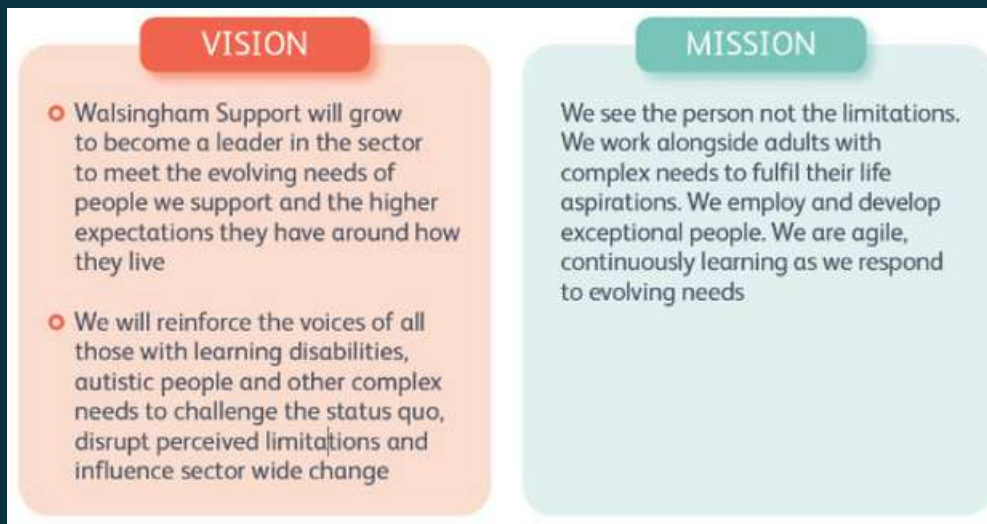 VISION
Walsingham Support will grow
to become a leader in the sector
to meet the evolving needs of
people we support and the higher
expectations they have around how
they live
We will reinforce the voices of all
those with learning disabilities,
autistic people and other complex
needs to challenge the status quo,
disrupt perceived limitations and
influence sector wide change
MISSION
We see the person not the limitations.
We work alongside adults with
complex needs to fulfil their life
aspirations. We employ and develop
exceptional people. We are agile,
continuously learning as we respond
to evolving needs